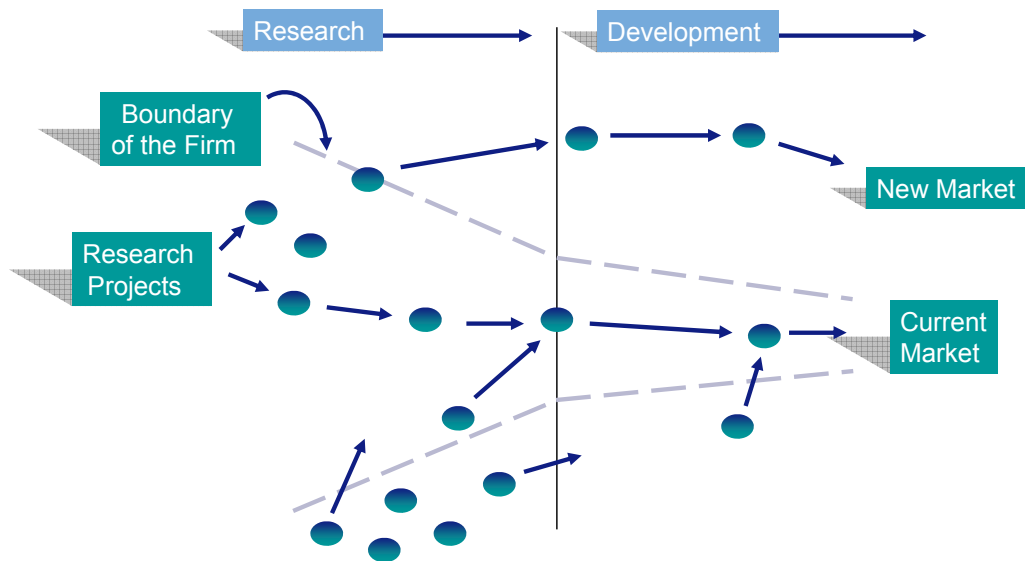 Research
Development
Boundary
of the Firm
New Market
Research
Projects
Current
Market